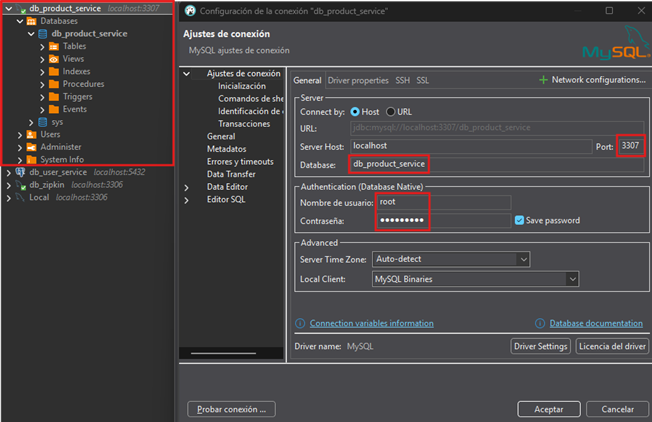 db_product_service localhost:3307
Databases
db_product_service
Tables
Views
Indexes
Procedures
Triggers
Events
sys
Users
Administer
System Info
db_user_service localhost:5432
db_zipkin localhost:3306
Local localhost:3306
Configuración de la conexión "db_product_service"
Ajustes de conexión
MySQL ajustes de conexión
MySQL
Ajustes de conexión
Inicialización
Comandos de she
Identificación de c
Transacciones
General
Metadatos
Errores y timeouts
Data Transfer
Data Editor
Editor SQL
General Driver properties SSH SSL
Network configurations...
Server
Connect by: Host URL
URL: jdbc:mysql://localhost:3307/db_product_service
Server Host: localhost Port: 3307
Database: db_product_service
Authentication (Database Native)
Nombre de usuario: root
Contraseña: ●●●●●●●●● Save password
Advanced
Server Time Zone: Auto-detect
Local Client: MySQL Binaries
Connection variables information Database documentation
Driver name: MySQL Driver Settings Licencia del driver
Probar conexión ... Aceptar Cancelar